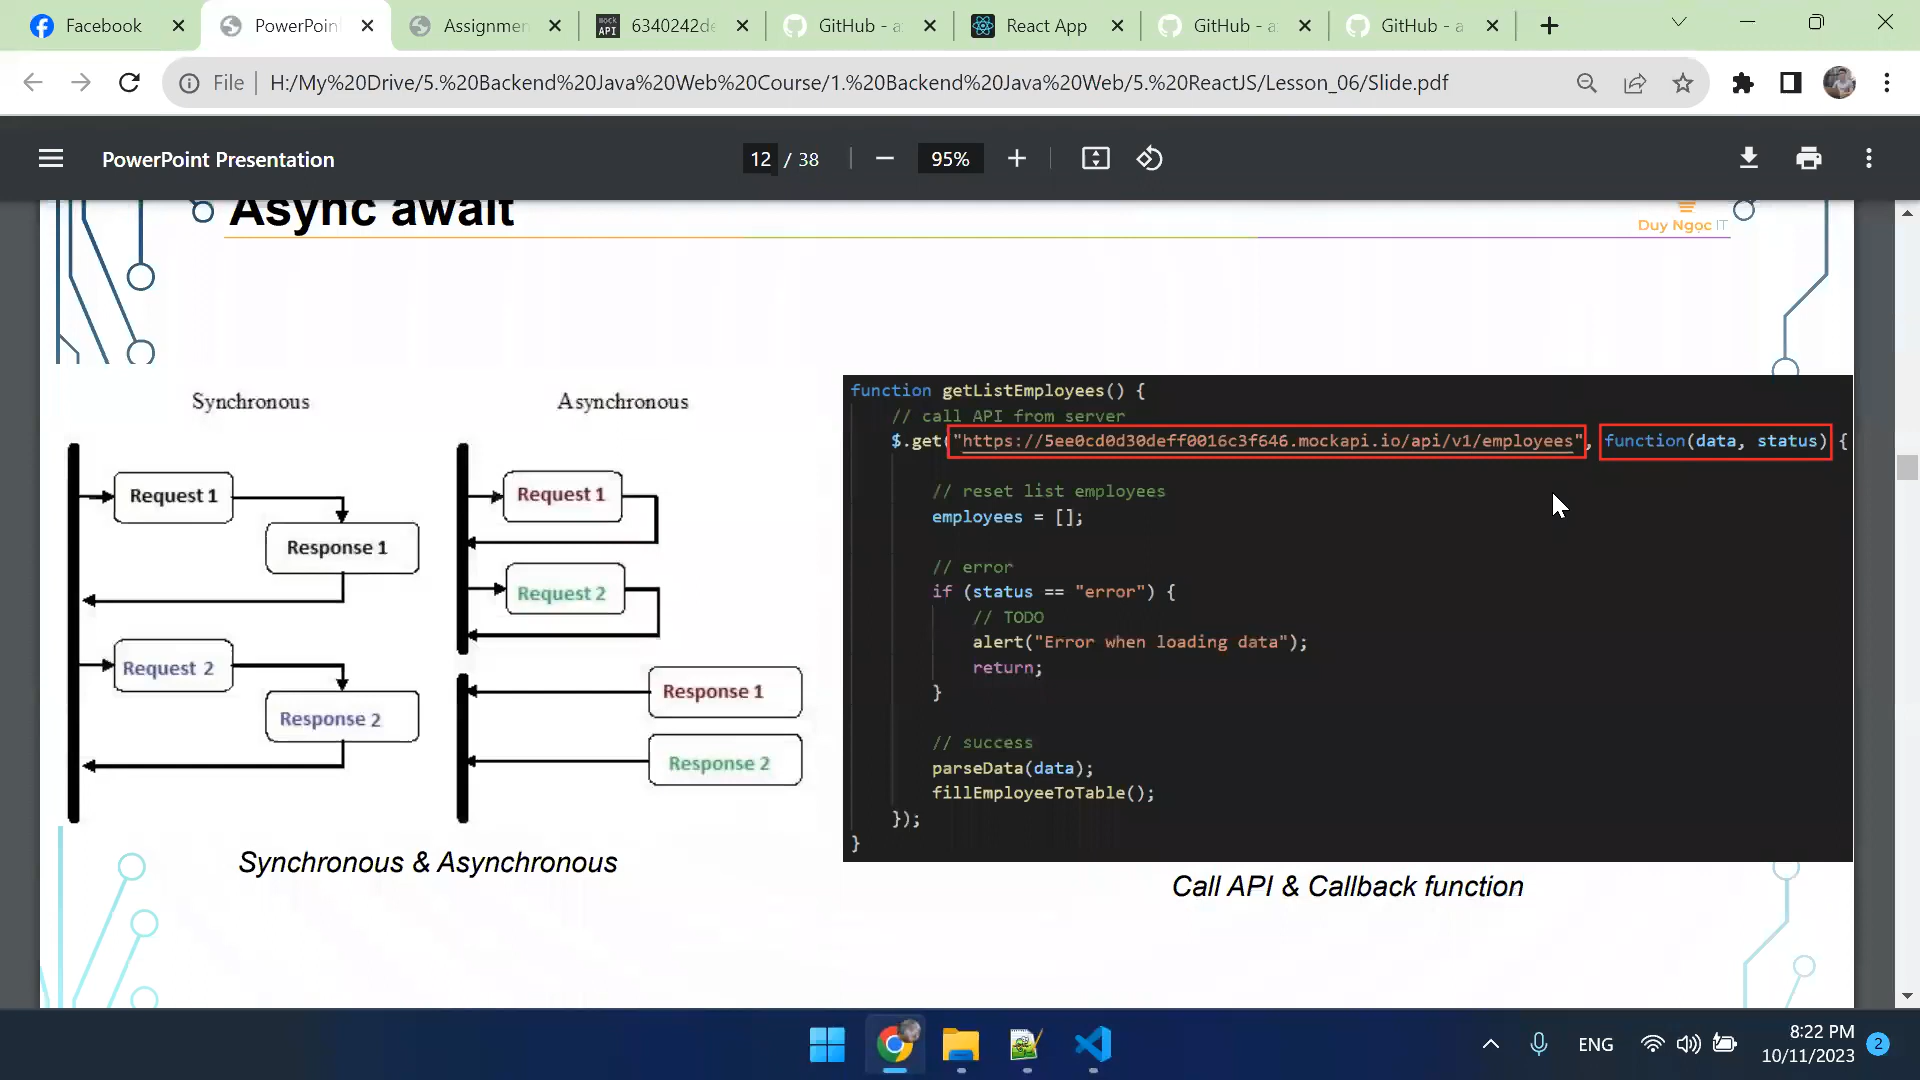 Facebook
PowerPoin
Assignmen
MOCK API
6340242de
GitHub - a
React App
GitHub - a
GitHub - a
File
H:/My%20Drive/5.%20Backend%20Java%20Web%20Course/1.%20Backend%20Java%20Web/5.%20ReactJS/Lesson_06/Slide.pdf
PowerPoint Presentation
12 / 38
95%
Async await
Duy Ngọc IT
Synchronous
Request 1
Response 1
Request 2
Response 2
Asynchronous
Request 1
Request 2
Response 1
Response 2
Synchronous & Asynchronous
function getListEmployees() {
// call API from server
$.get("https://5ee0cd0d30deff0016c3f646.mockapi.io/api/v1/employees", function(data, status) {
// reset list employees
employees = [];
// error
if (status == "error") {
// TODO
alert("Error when loading data");
return;
}
// success
parseData(data);
fillEmployeeToTable();
});
}
Call API & Callback function
ENG
8:22 PM
10/11/2023
2